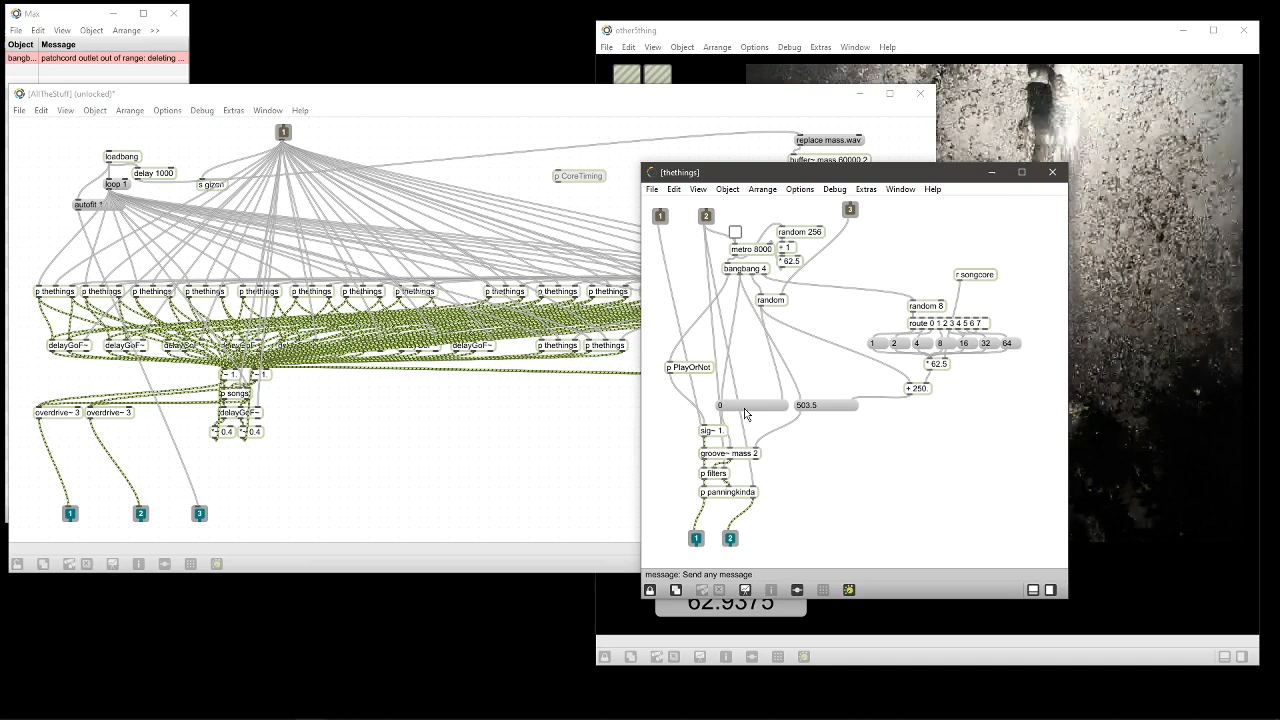 Max
File Edit View Object Arrange >>
Object Message
bangb... patchcord outlet out of range: deleting ...
otherSthing
File Edit View Object Arrange Options Debug Extras Window Help
[AllTheStuff] (unlocked)*
File Edit View Object Arrange Options Debug Extras Window Help
1
replace mass.wav
loadbang
buffer~ mass 60000 2
delay 1000
s gizon
p CoreTiming
loop 1
autofit 1
p thethings p thethings p thethings p thethings p thethings p thethings p thethings p thethings p thethings p thethings p thethings
delayGoF~ delayGoF~ delayGoF~ delayGoF~ delayGoF~ p thethings p thethings
*~ 1. *~ 1.
p songs
overdrive~ 3 overdrive~ 3 delayGoF~
*~ 0.4 *~ 0.4
1 2 3
[thethings]
File Edit View Object Arrange Options Debug Extras Window Help
1 2 3
random 256
metro 8000 + 1
* 62.5
bangbang 4
r songcore
random
random 8
route 0 1 2 3 4 5 6 7
1 2 4 8 16 32 64
p PlayOrNot
* 62.5
+ 250.
0 503.5
sig~ 1.
groove~ mass 2
p filters
p panningkinda
1 2
message: Send any message
62.9375